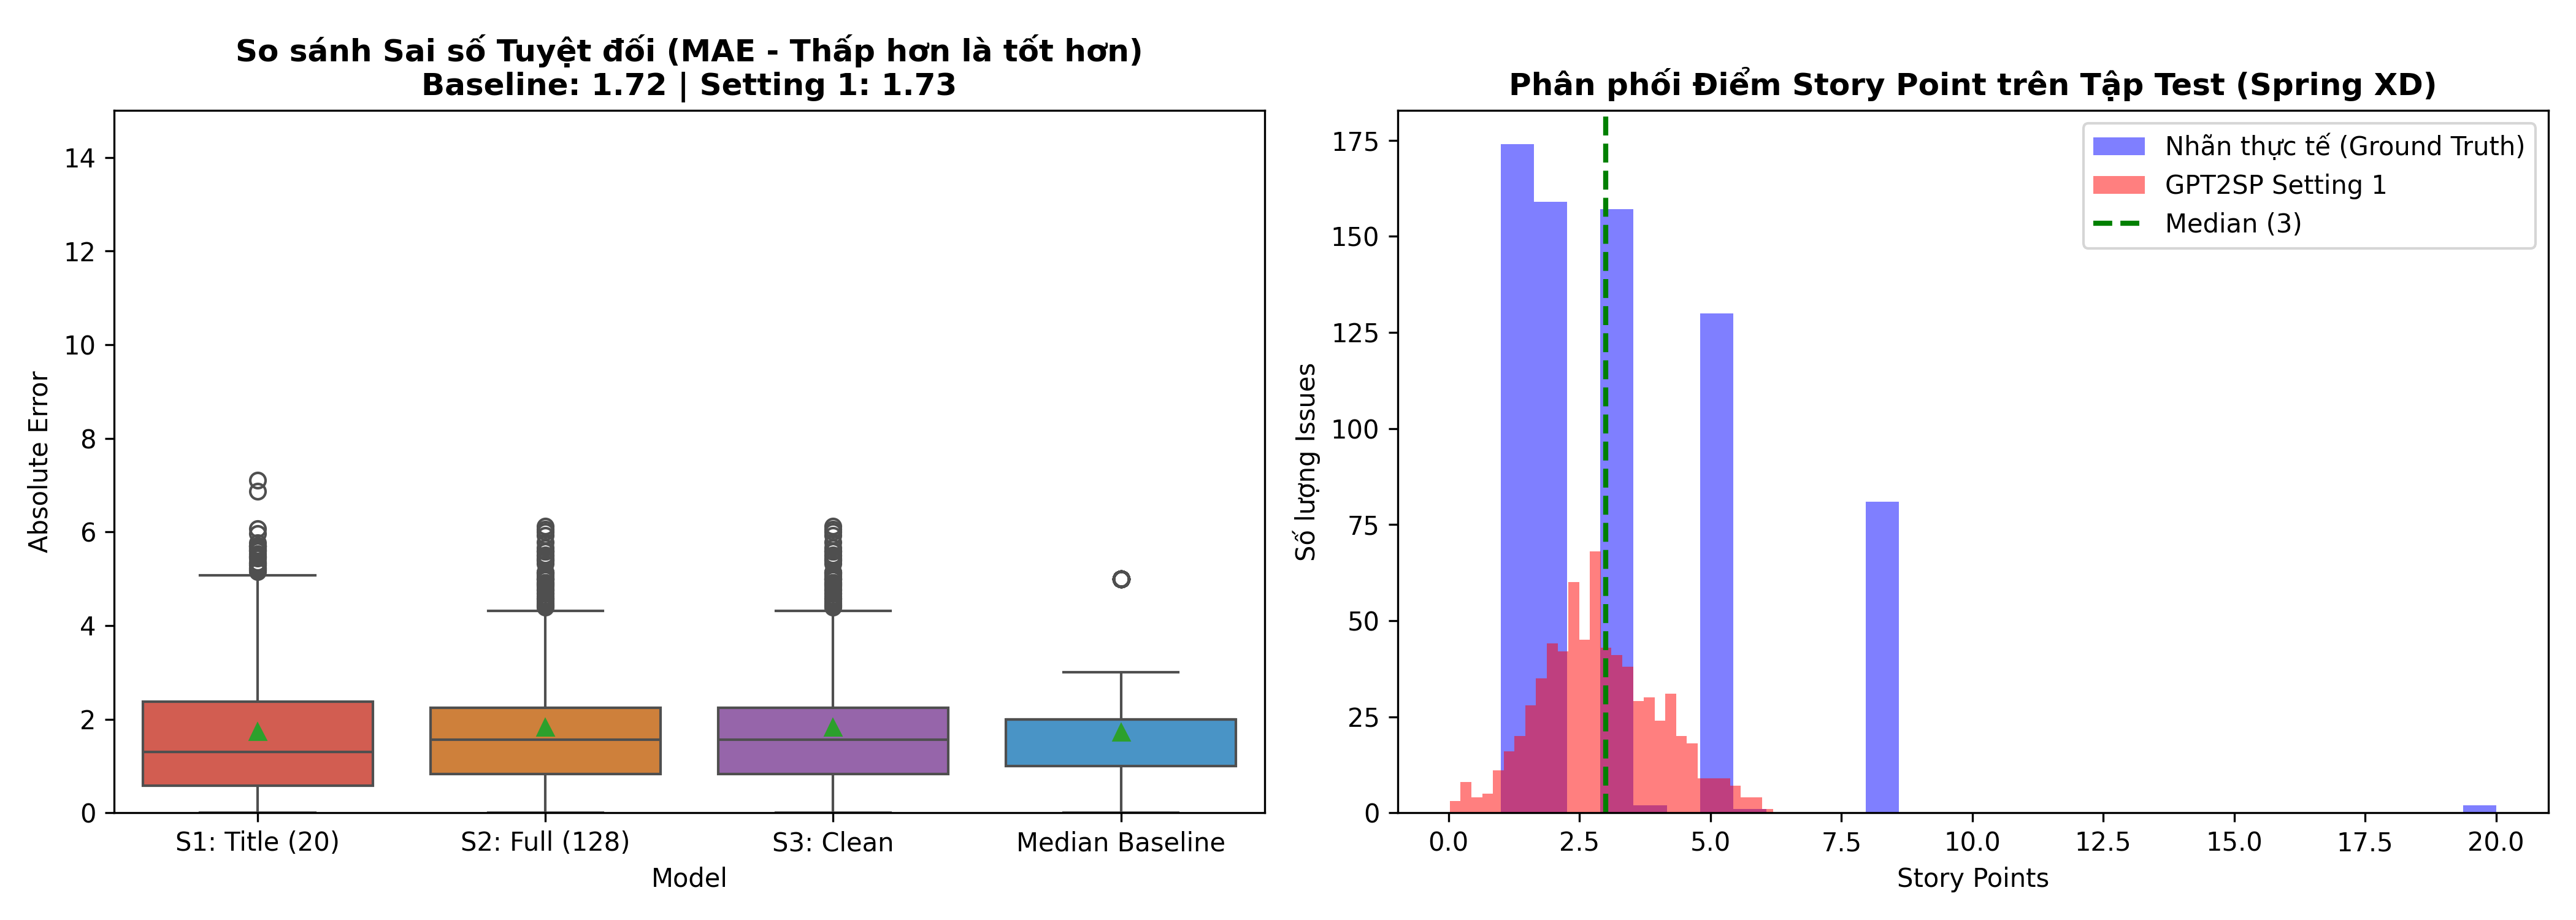 So sánh Sai số Tuyệt đối (MAE - Thấp hơn là tốt hơn)
Baseline: 1.72 | Setting 1: 1.73
Absolute Error
14
12
10
8
6
4
2
0
S1: Title (20)
S2: Full (128)
S3: Clean
Median Baseline
Model
Phân phối Điểm Story Point trên Tập Test (Spring XD)
Nhãn thực tế (Ground Truth)
GPT2SP Setting 1
Median (3)
Số lượng Issues
175
150
125
100
75
50
25
0
0.0
2.5
5.0
7.5
10.0
12.5
15.0
17.5
20.0
Story Points